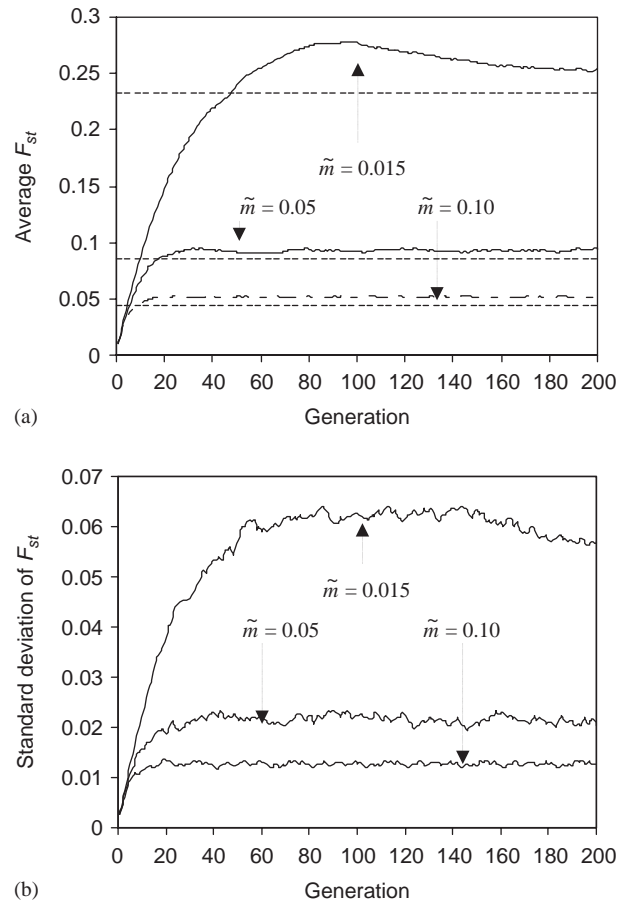 0.3
0.25
0.2
0.15
0.1
0.05
0
Average F_st
m̃ = 0.015
m̃ = 0.05
m̃ = 0.10
0 20 40 60 80 100 120 140 160 180 200
Generation
(a)
0.07
0.06
0.05
0.04
0.03
0.02
0.01
0
Standard deviation of F_st
m̃ = 0.015
m̃ = 0.05
m̃ = 0.10
0 20 40 60 80 100 120 140 160 180 200
Generation
(b)